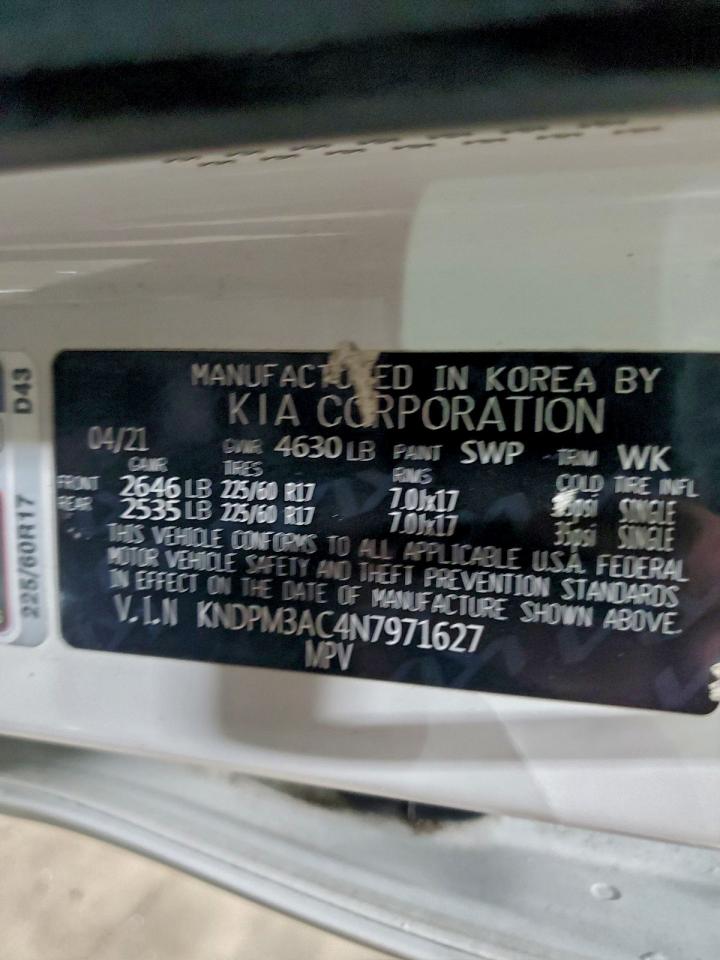 MANUFACTURED IN KOREA BY
KIA CORPORATION
04/21 GVWR 4630 LB PAINT SWP TRIM WK
GAWR TIRES RIMS COLD TIRE INFL
FRONT 2646 LB 225/60 R17 7.0Jx17 35psi SINGLE
REAR 2535 LB 225/60 R17 7.0Jx17 35psi SINGLE
THIS VEHICLE CONFORMS TO ALL APPLICABLE U.S.A. FEDERAL
MOTOR VEHICLE SAFETY AND THEFT PREVENTION STANDARDS
IN EFFECT ON THE DATE OF MANUFACTURE SHOWN ABOVE.
V.I.N KNDPM3AC4N7971627
MPV
D43
225/60R17